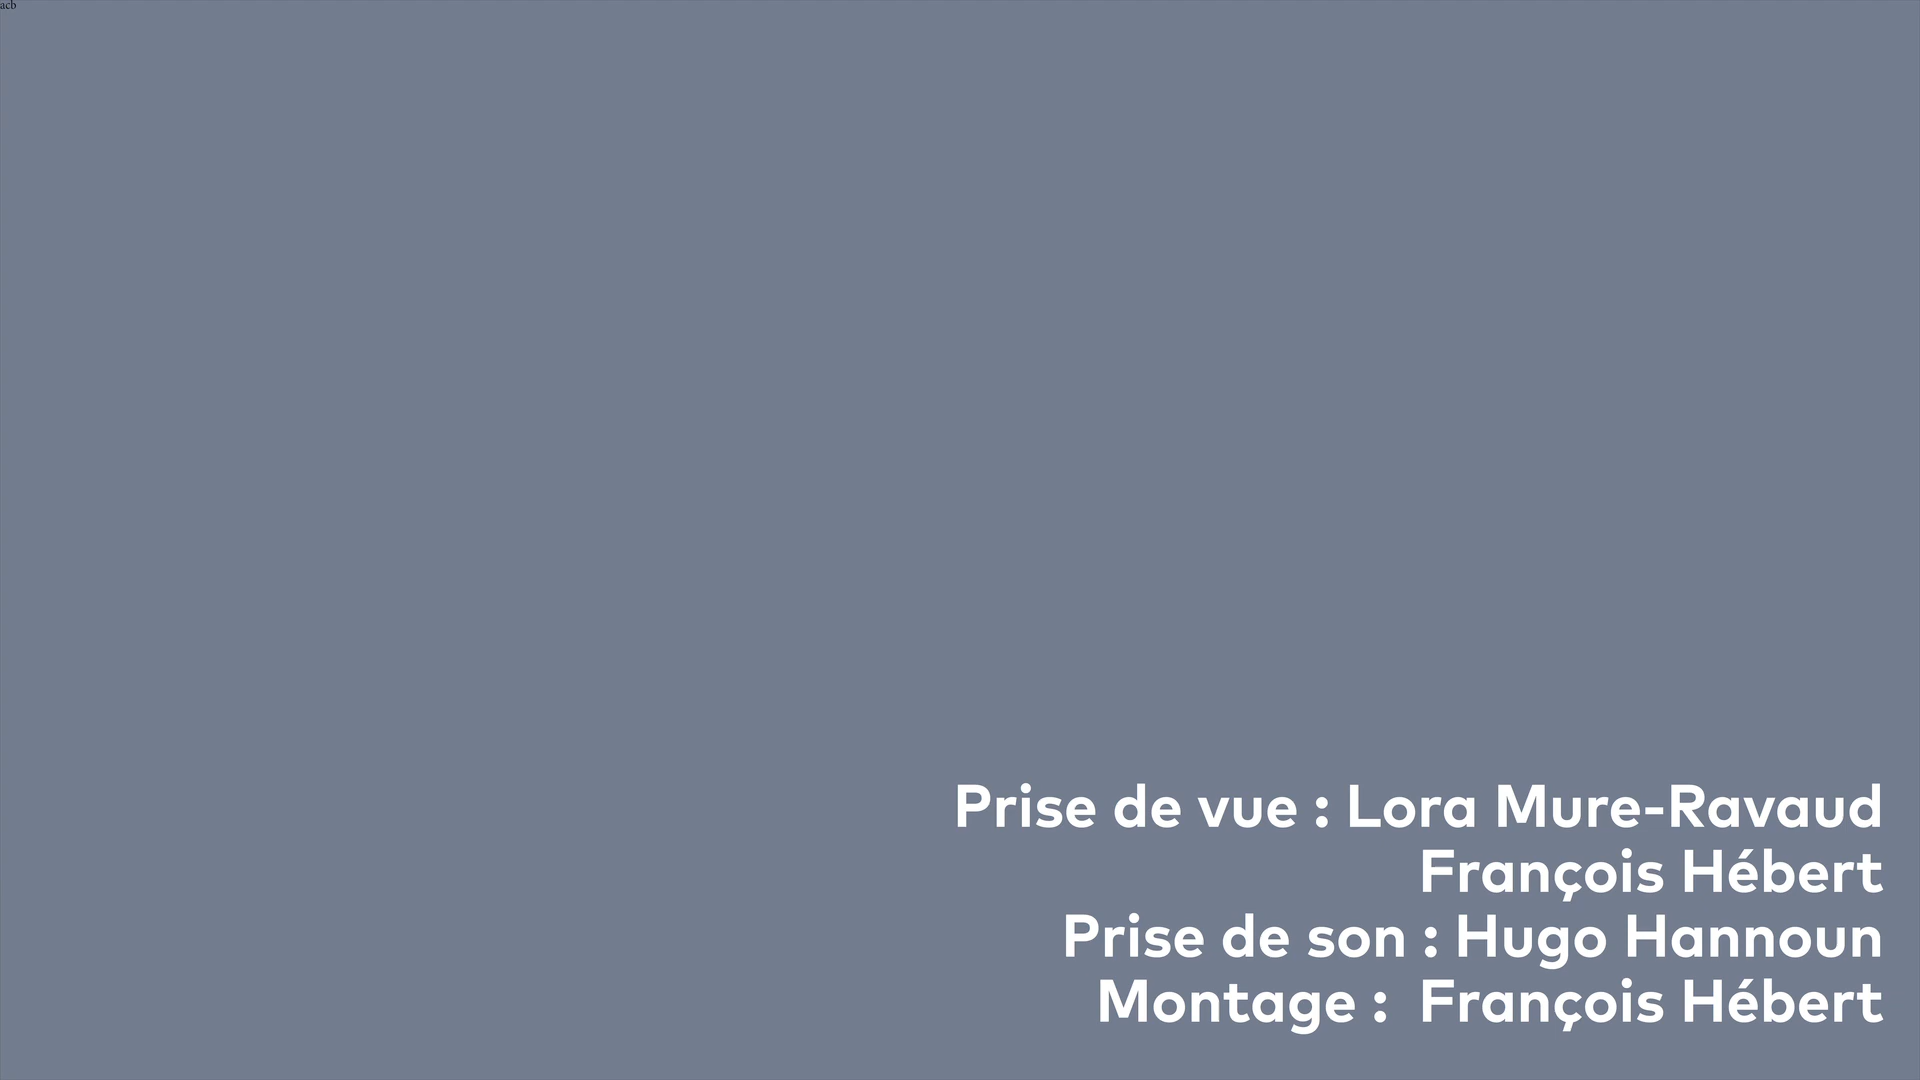 acb
Prise de vue : Lora Mure-Ravaud
François Hébert
Prise de son : Hugo Hannoun
Montage :  François Hébert